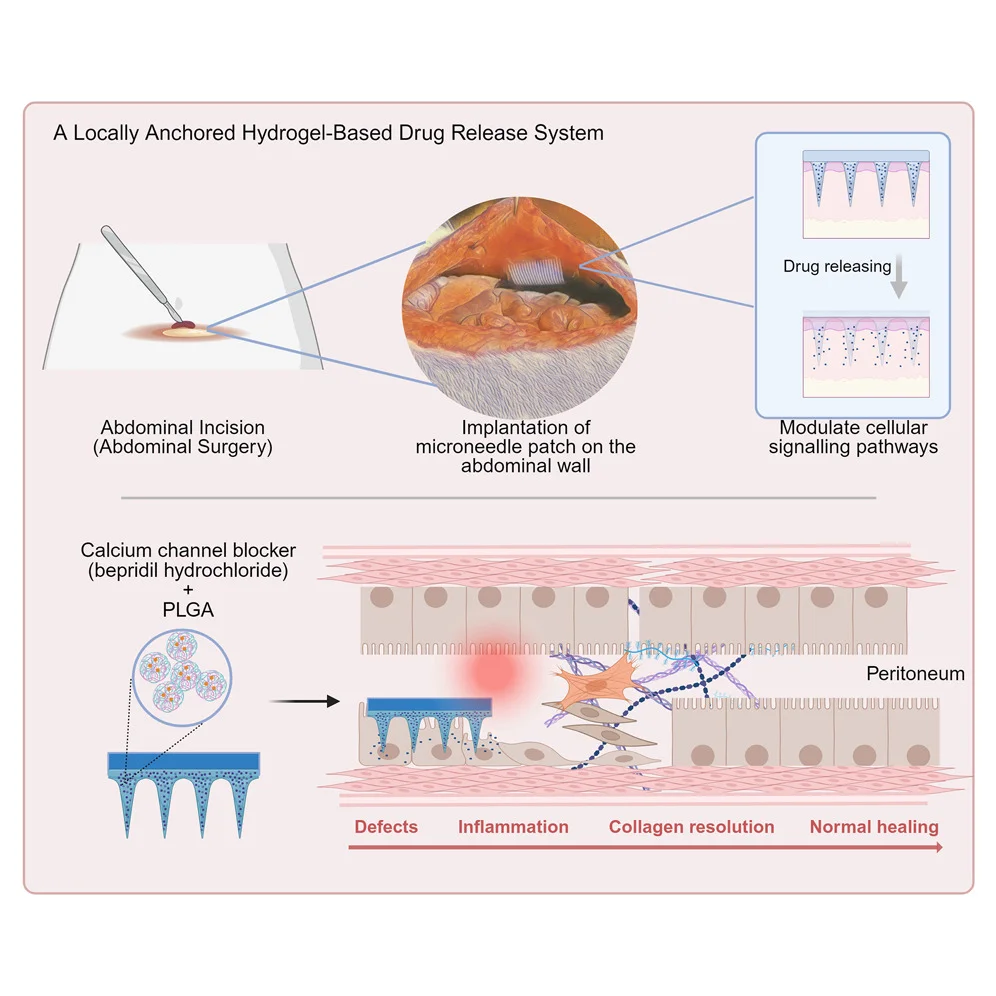 A Locally Anchored Hydrogel-Based Drug Release System
Drug releasing
Abdominal Incision
(Abdominal Surgery)
Implantation of
microneedle patch on the
abdominal wall
Modulate cellular
signalling pathways
Calcium channel blocker
(bepridil hydrochloride)
+
PLGA
Peritoneum
Defects
Inflammation
Collagen resolution
Normal healing